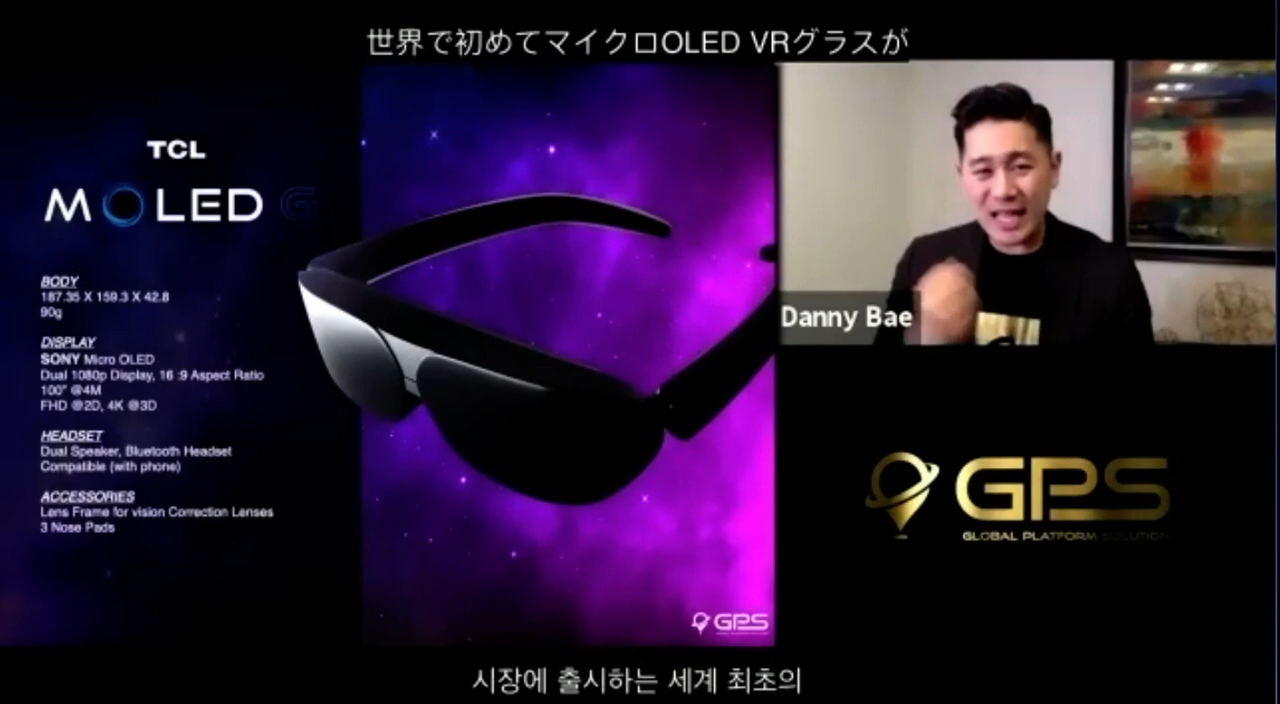 世界で初めてマイクロOLED VRグラスが
TCL
MOLED G
BODY
187.35 X 159.3 X 42.8
90g
DISPLAY
SONY Micro OLED
Dual 1080p Display, 16 :9 Aspect Ratio
100" @4M
FHD @2D, 4K @3D
HEADSET
Dual Speaker, Bluetooth Headset
Compatible (with phone)
ACCESSORIES
Lens Frame for vision Correction Lenses
3 Nose Pads
Danny Bae
GPS
GLOBAL PLATFORM SOLUTION
GPS
시장에 출시하는 세계 최초의